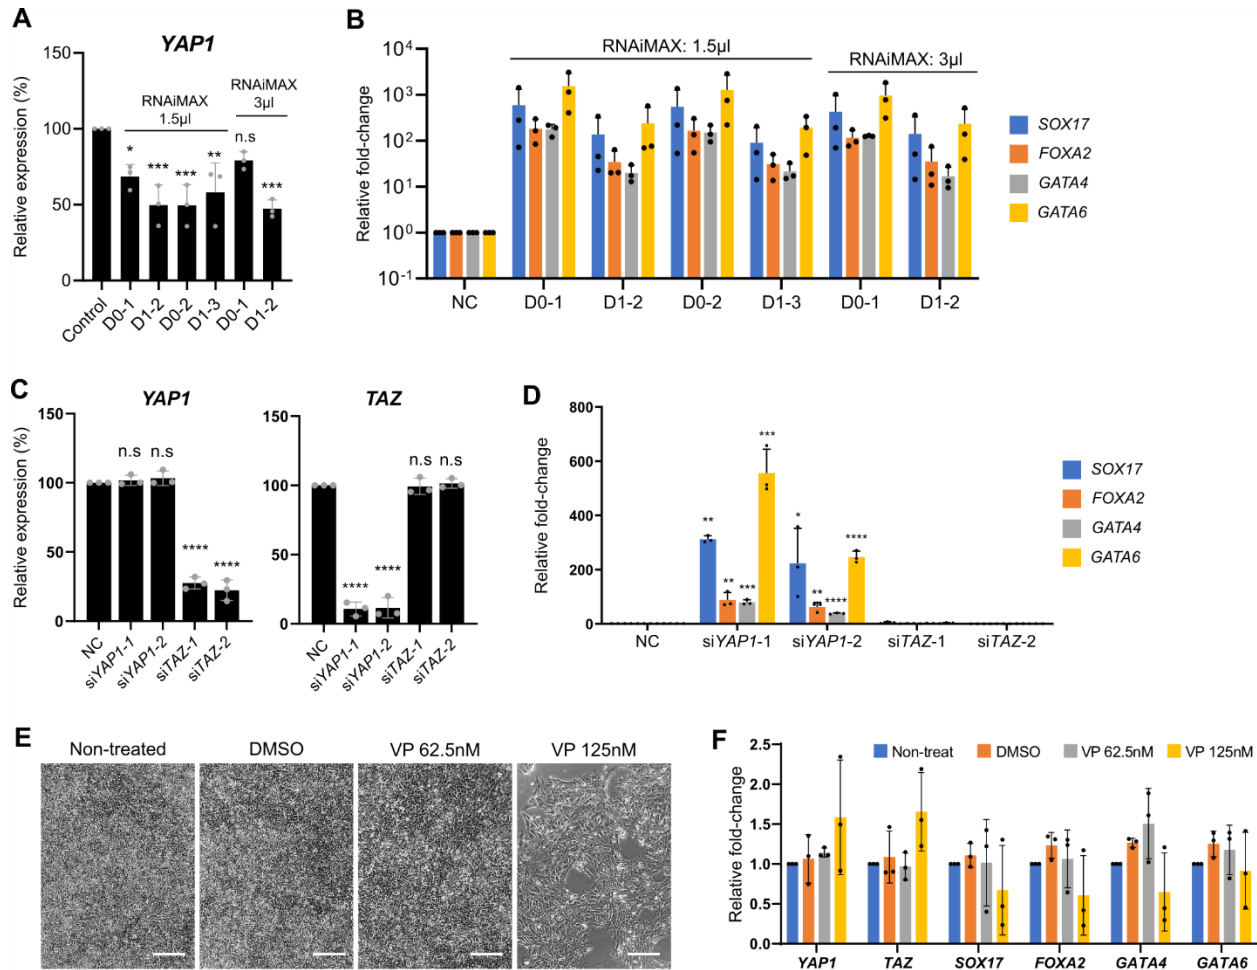 A
YAP1
RNAiMAX
1.5µl
RNAiMAX
3µl
Relative expression (%)
150
100
50
0
*
***
***
**
n.s
***
Control
D0-1
D1-2
D0-2
D1-3
D0-1
D1-2
B
RNAiMAX: 1.5µl
RNAiMAX: 3µl
Relative fold-change
10⁴
10³
10²
10¹
10⁰
10⁻¹
NC
D0-1
D1-2
D0-2
D1-3
D0-1
D1-2
SOX17
FOXA2
GATA4
GATA6
C
YAP1
Relative expression (%)
150
100
50
0
n.s
n.s
****
****
NC
siYAP1-1
siYAP1-2
siTAZ-1
siTAZ-2
TAZ
150
100
50
0
****
****
n.s
n.s
NC
siYAP1-1
siYAP1-2
siTAZ-1
siTAZ-2
D
Relative fold-change
800
600
400
200
0
**
**
***
***
*
**
****
****
NC
siYAP1-1
siYAP1-2
siTAZ-1
siTAZ-2
SOX17
FOXA2
GATA4
GATA6
E
Non-treated
DMSO
VP 62.5nM
VP 125nM
F
Relative fold-change
2.5
2.0
1.5
1.0
0.5
0.0
Non-treat
DMSO
VP 62.5nM
VP 125nM
YAP1
TAZ
SOX17
FOXA2
GATA4
GATA6